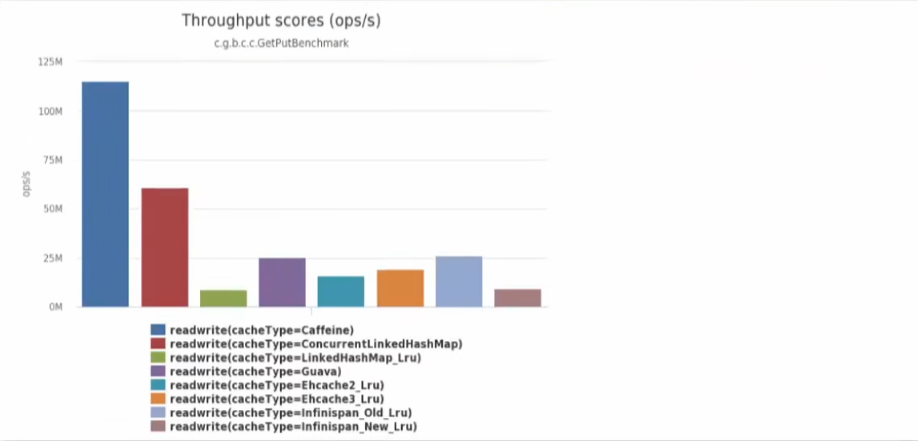 Throughput scores (ops/s)
c.g.b.c.c.GetPutBenchmark
125M
100M
75M
50M
25M
0M
ops/s
readwrite(cacheType=Caffeine)
readwrite(cacheType=ConcurrentLinkedHashMap)
readwrite(cacheType=LinkedHashMap_Lru)
readwrite(cacheType=Guava)
readwrite(cacheType=Ehcache2_Lru)
readwrite(cacheType=Ehcache3_Lru)
readwrite(cacheType=Infinispan_Old_Lru)
readwrite(cacheType=Infinispan_New_Lru)